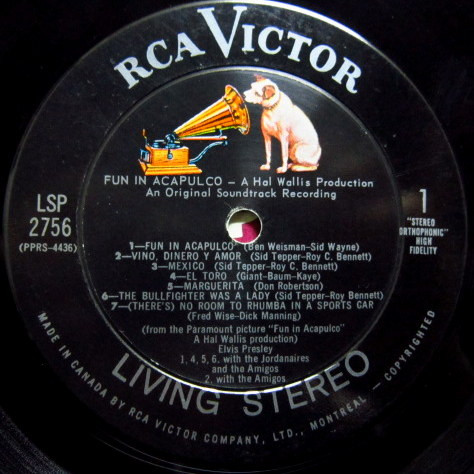 RCA VICTOR
FUN IN ACAPULCO – A Hal Wallis Production
An Original Soundtrack Recording
LSP
2756
(PPRS-4436)
1
"STEREO
ORTHOPHONIC"
HIGH
FIDELITY
1—FUN IN ACAPULCO (Ben Weisman-Sid Wayne)
2—VINO, DINERO Y AMOR (Sid Tepper-Roy C. Bennett)
3—MEXICO (Sid Tepper-Roy C. Bennett)
4—EL TORO (Giant-Baum-Kaye)
5—MARGUERITA (Don Robertson)
6—THE BULLFIGHTER WAS A LADY (Sid Tepper-Roy C. Bennett)
7—(THERE'S) NO ROOM TO RHUMBA IN A SPORTS CAR
(Fred Wise-Dick Manning)
(from the Paramount picture "Fun in Acapulco"
A Hal Wallis production)
Elvis Presley
1, 4, 5, 6, with the Jordanaires
and the Amigos
2, with the Amigos
LIVING STEREO
MADE IN CANADA BY RCA VICTOR COMPANY, LTD., MONTREAL – COPYRIGHTED